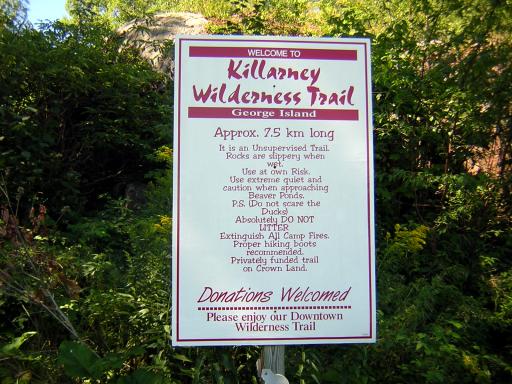 WELCOME TO
Killarney
Wilderness Trail
George Island
Approx. 7.5 km long
It is an Unsupervised Trail.
Rocks are slippery when
wet.
Use at own Risk.
Use extreme quiet and
caution when approaching
Beaver Ponds.
P.S. (Do not scare the
Ducks)
Absolutely DO NOT
LITTER
Extinguish All Camp Fires.
Proper hiking boots
recommended.
Privately funded trail
on Crown Land.
Donations Welcomed
Please enjoy our Downtown
Wilderness Trail